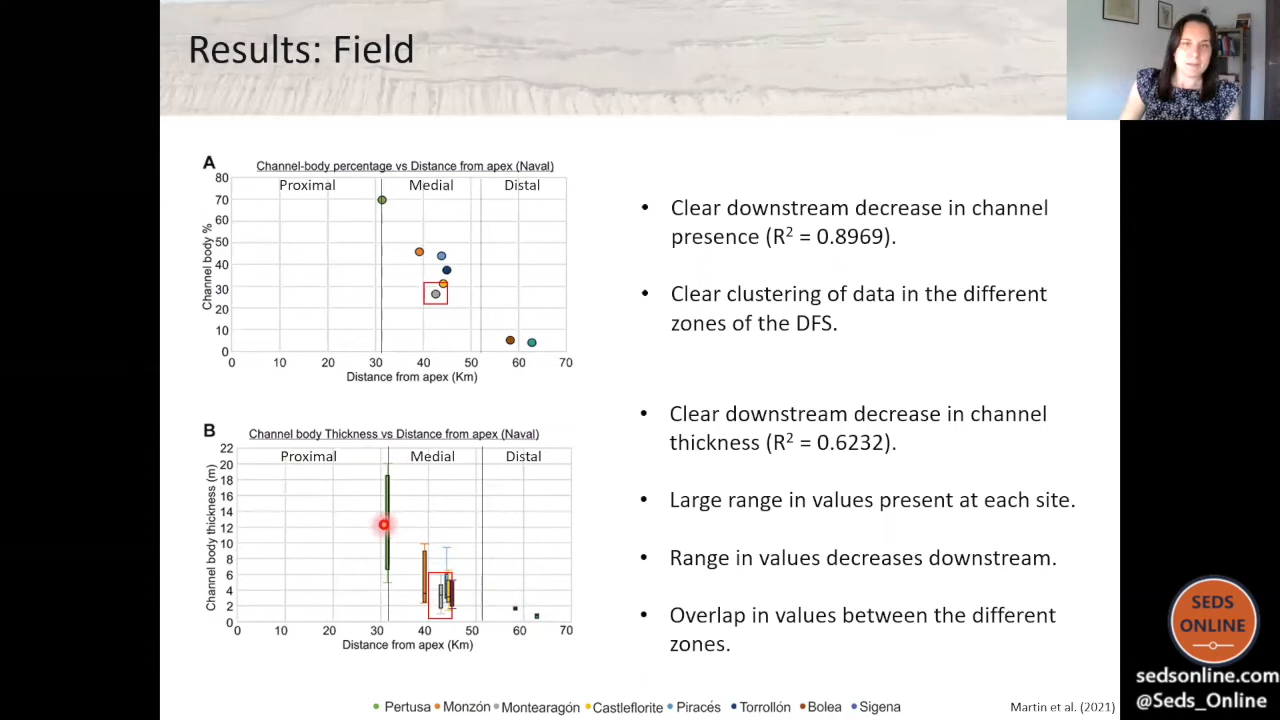 Results: Field
A
Channel-body percentage vs Distance from apex (Naval)
Proximal Medial Distal
80
70
60
50
40
30
20
10
0
Channel body %
0 10 20 30 40 50 60 70
Distance from apex (Km)
• Clear downstream decrease in channel
presence (R² = 0.8969).
• Clear clustering of data in the different
zones of the DFS.
B
Channel body Thickness vs Distance from apex (Naval)
Proximal Medial Distal
22
20
18
16
14
12
10
8
6
4
2
0
Channel body thickness (m)
0 10 20 30 40 50 60 70
Distance from apex (Km)
• Clear downstream decrease in channel
thickness (R² = 0.6232).
• Large range in values present at each site.
• Range in values decreases downstream.
• Overlap in values between the different
zones.
Pertusa Monzón Montearagón Castleflorite Piracés Torrollón Bolea Sigena
Martin et al. (2021)
SEDS
ONLINE
sedsonline.com
@Seds_Online